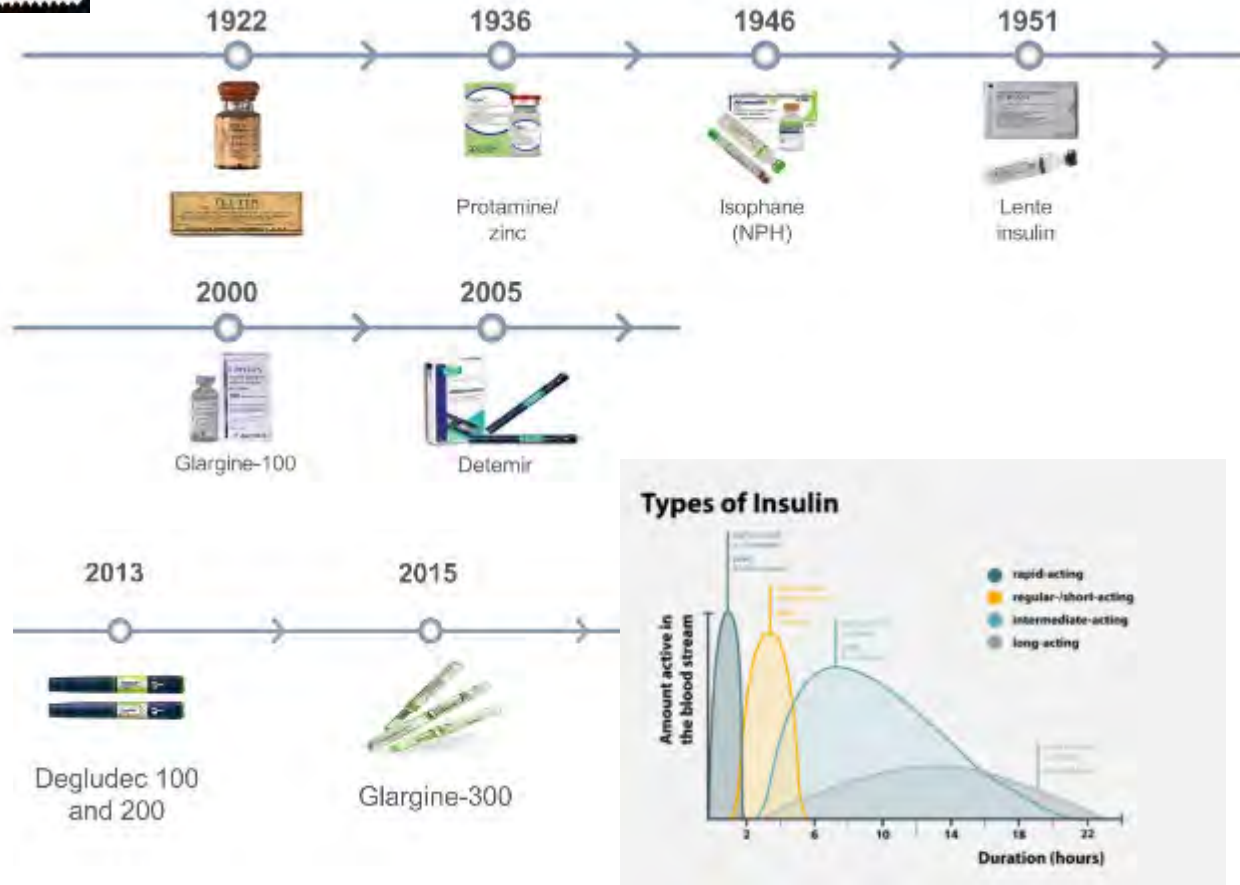 1922
1936
1946
1951
Protamine/
zinc
Isophane
(NPH)
Lente
insulin
2000
2005
Glargine-100
Detemir
2013
2015
Degludec 100
and 200
Glargine-300
Types of Insulin
rapid-acting
regular-/short-acting
intermediate-acting
long-acting
Amount active in
the blood stream
2
6
10
14
18
22
Duration (hours)